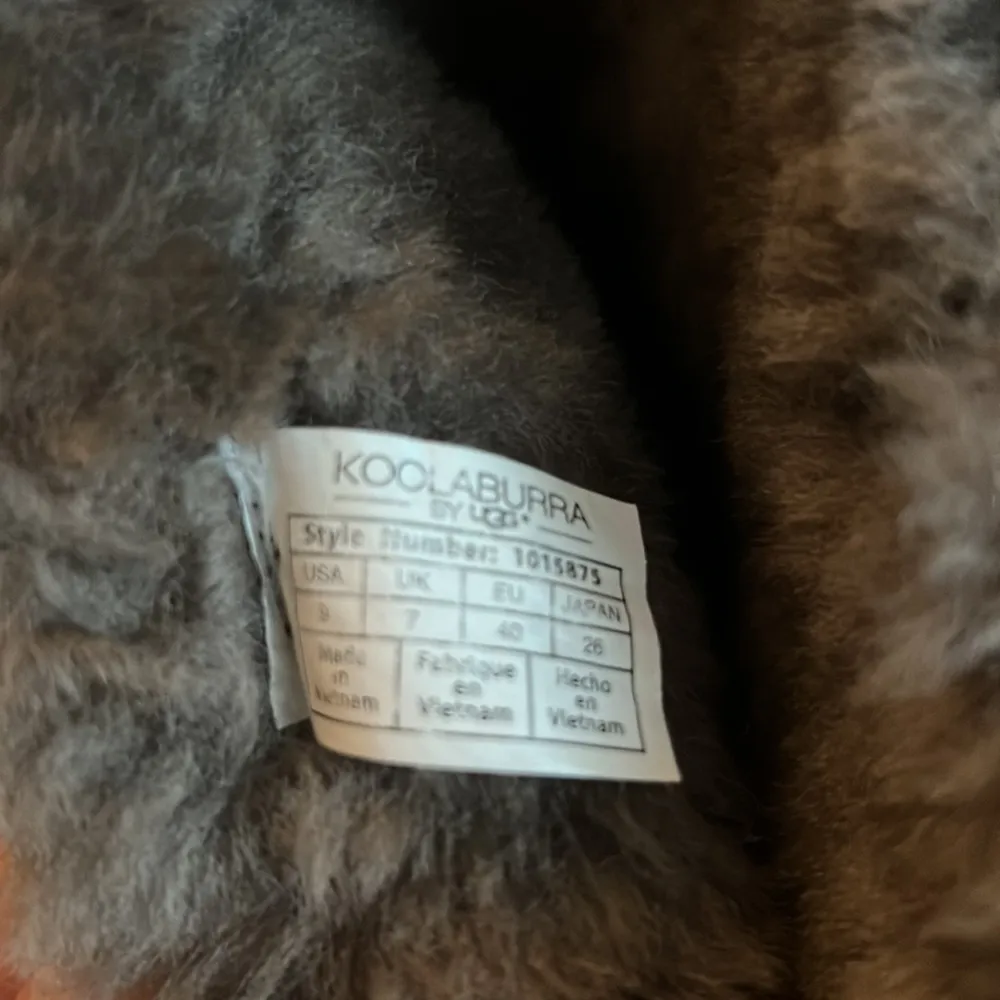 KOOLABURRA
BY UGG
Style Number: 1015875
USA UK EU JAPAN
9 7 40 26
Made in Vietnam
Fabrique en Vietnam
Hecho en Vietnam